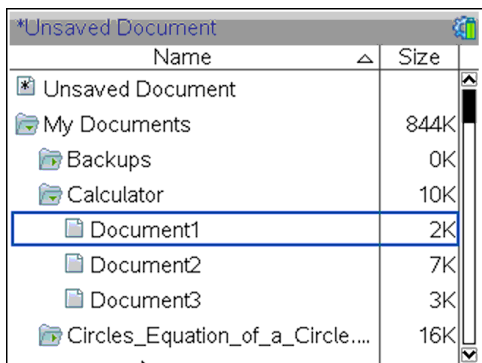 *Unsaved Document
Name Size
Unsaved Document
My Documents 844K
Backups 0K
Calculator 10K
Document1 2K
Document2 7K
Document3 3K
Circles_Equation_of_a_Circle.... 16K